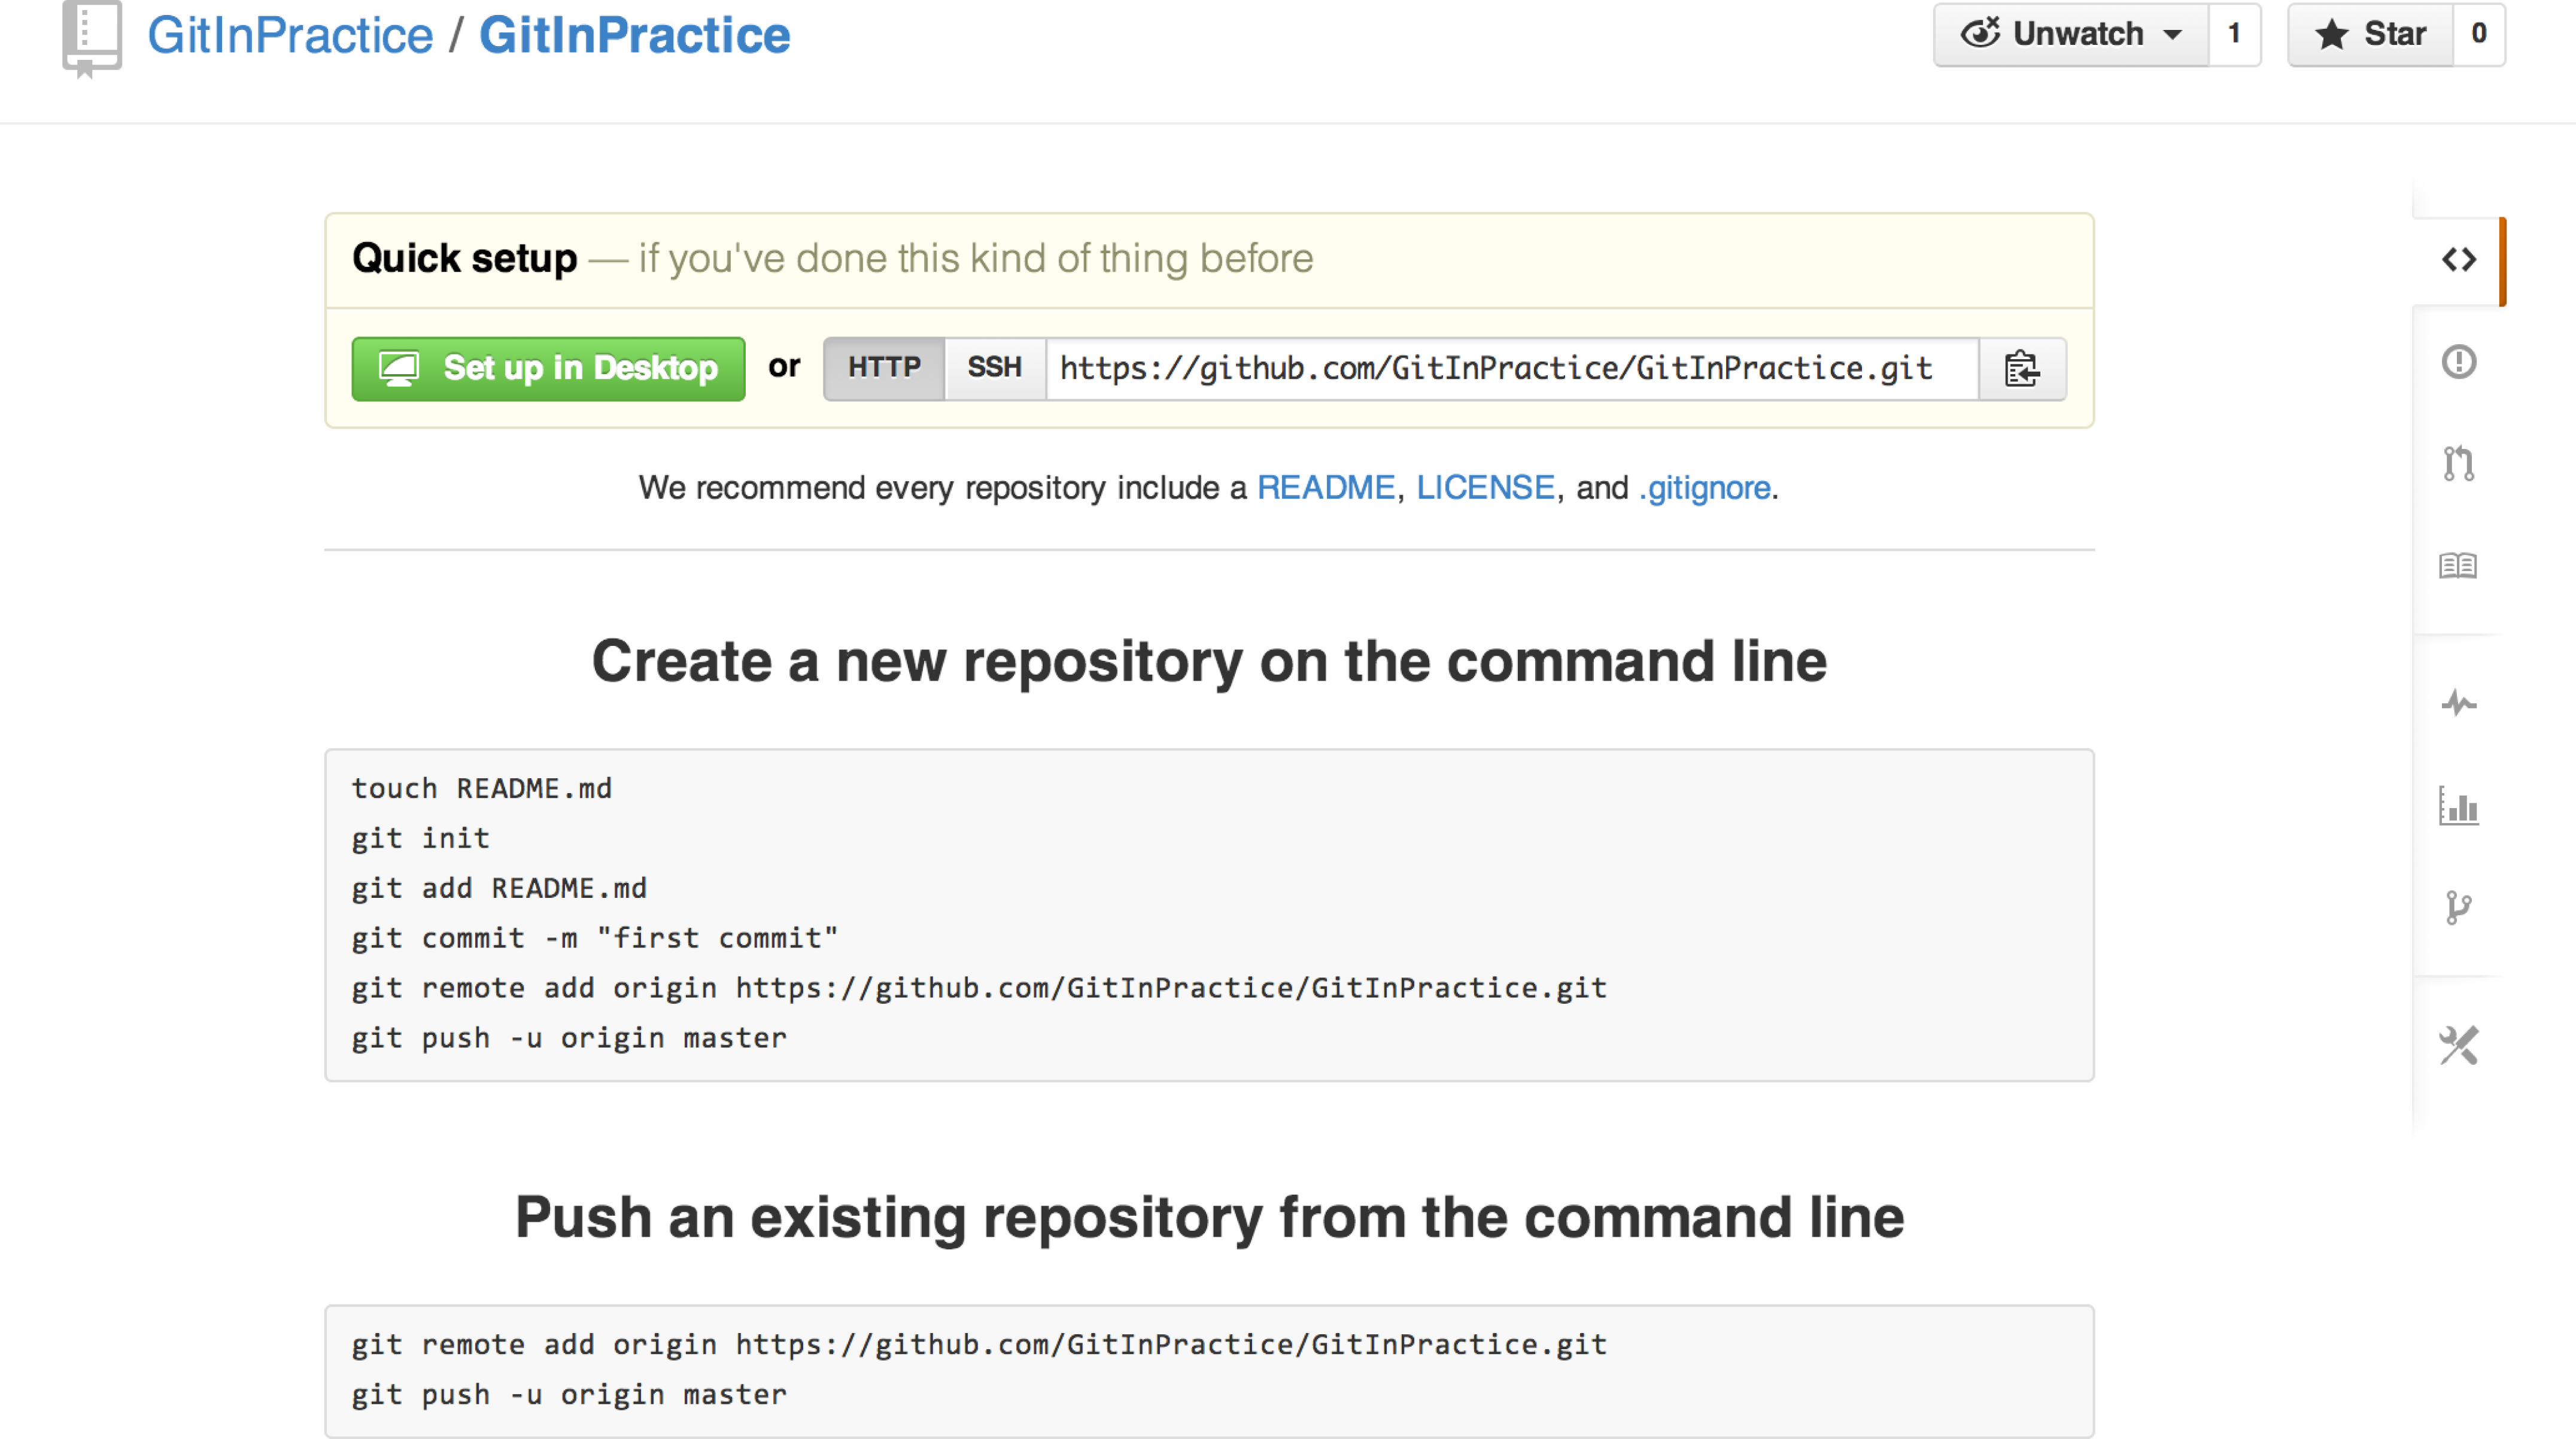 GitInPractice / GitInPractice Unwatch 1 Star 0
Quick setup — if you've done this kind of thing before
Set up in Desktop or HTTP SSH https://github.com/GitInPractice/GitInPractice.git
We recommend every repository include a README, LICENSE, and .gitignore.
Create a new repository on the command line
touch README.md
git init
git add README.md
git commit -m "first commit"
git remote add origin https://github.com/GitInPractice/GitInPractice.git
git push -u origin master
Push an existing repository from the command line
git remote add origin https://github.com/GitInPractice/GitInPractice.git
git push -u origin master